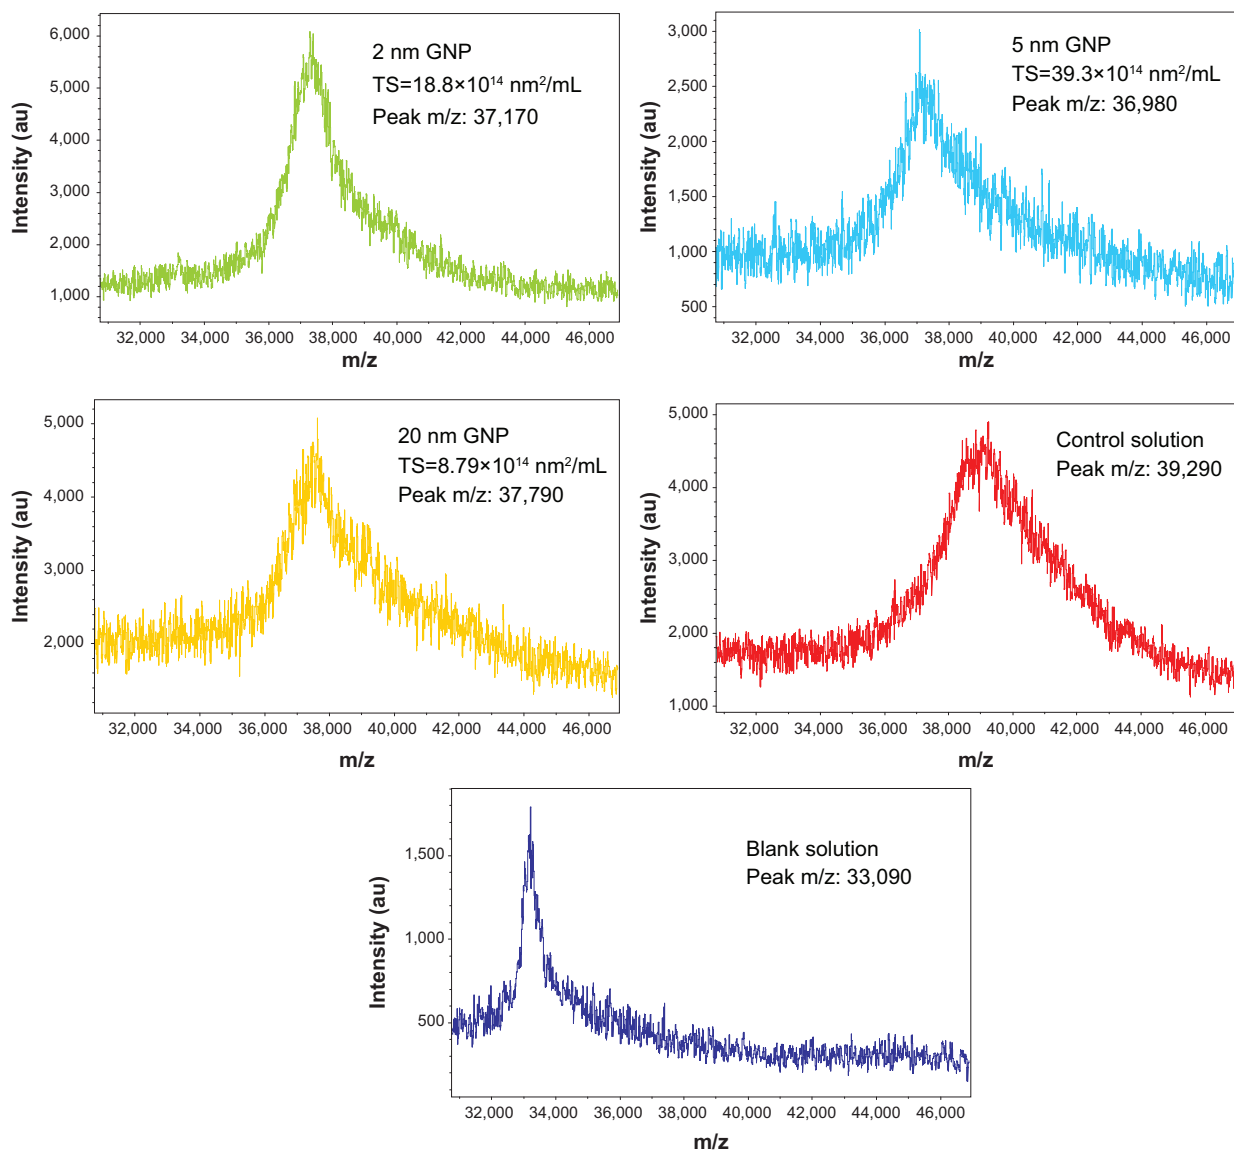 6,000
5,000
4,000
3,000
2,000
1,000
Intensity (au)
2 nm GNP
TS=18.8×10¹⁴ nm²/mL
Peak m/z: 37,170
32,000 34,000 36,000 38,000 40,000 42,000 44,000 46,000
m/z
3,000
2,500
2,000
1,500
1,000
500
Intensity (au)
5 nm GNP
TS=39.3×10¹⁴ nm²/mL
Peak m/z: 36,980
32,000 34,000 36,000 38,000 40,000 42,000 44,000 46,000
m/z
5,000
4,000
3,000
2,000
Intensity (au)
20 nm GNP
TS=8.79×10¹⁴ nm²/mL
Peak m/z: 37,790
32,000 34,000 36,000 38,000 40,000 42,000 44,000 46,000
m/z
5,000
4,000
3,000
2,000
1,000
Intensity (au)
Control solution
Peak m/z: 39,290
32,000 34,000 36,000 38,000 40,000 42,000 44,000 46,000
m/z
1,500
1,000
500
Intensity (au)
Blank solution
Peak m/z: 33,090
32,000 34,000 36,000 38,000 40,000 42,000 44,000 46,000
m/z